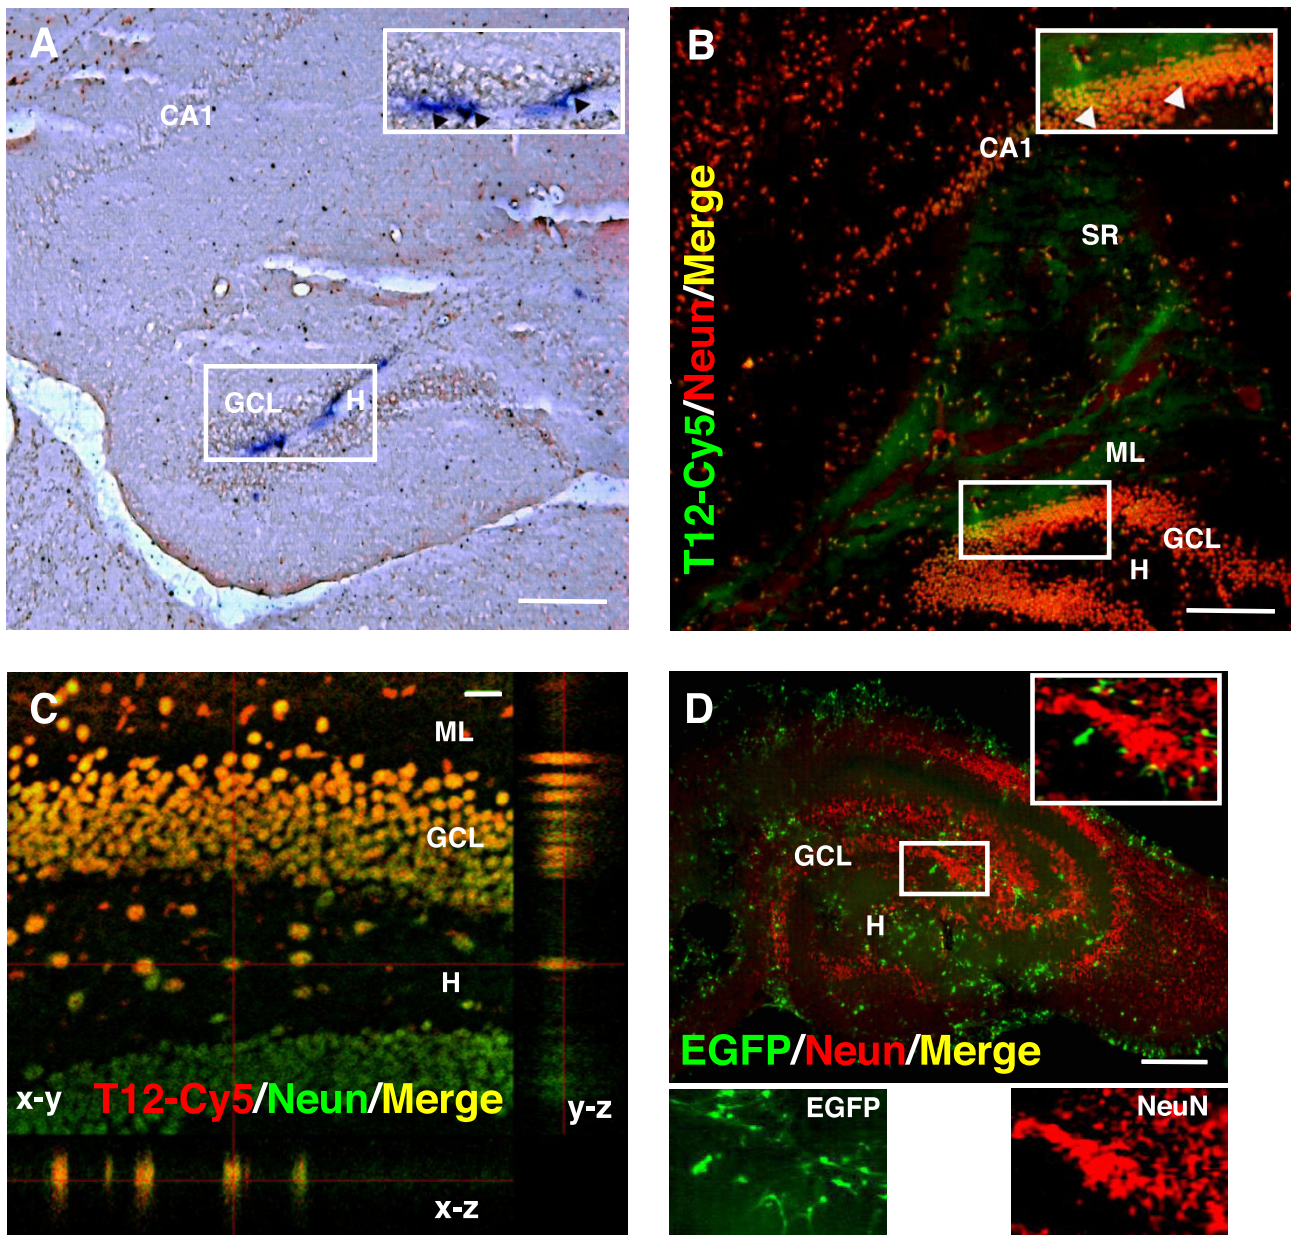 A
CA1
GCL
H
B
CA1
SR
ML
GCL
H
T12-Cy5/Neun/Merge
C
ML
GCL
H
x-y
T12-Cy5/Neun/Merge
y-z
x-z
D
GCL
H
EGFP/Neun/Merge
EGFP
NeuN